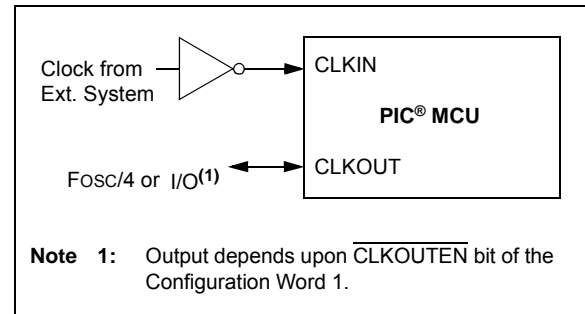 Clock from
Ext. System
CLKIN
PIC® MCU
FOSC/4 or I/O(1)
CLKOUT
Note 1: Output depends upon CLKOUTEN bit of the
Configuration Word 1.